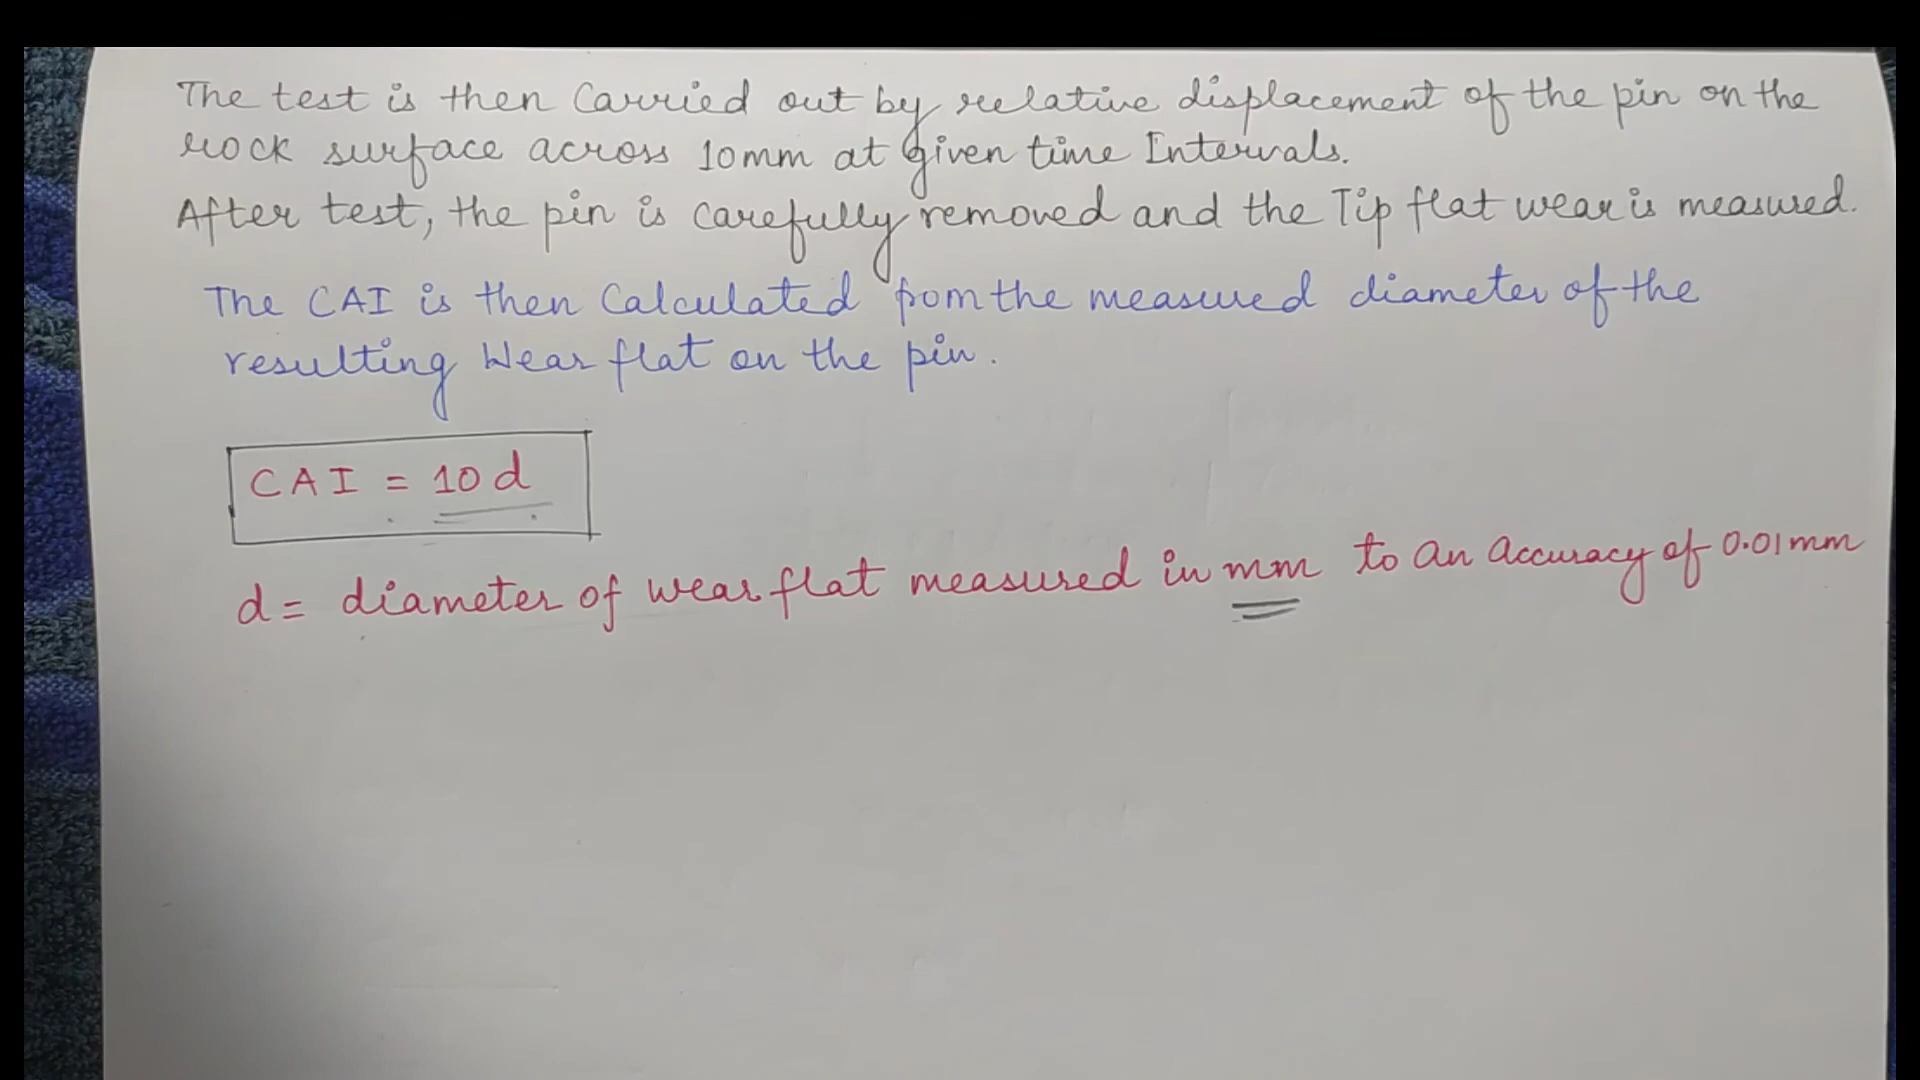 The test is then Carried out by relative displacement of the pin on the
rock surface across 10mm at given time Intervals.
After test, the pin is carefully removed and the Tip flat wear is measured.
The CAI is then Calculated from the measured diameter of the
resulting Wear flat on the pin.
CAI = 10d
d = diameter of wear flat measured in mm to an accuracy of 0.01mm